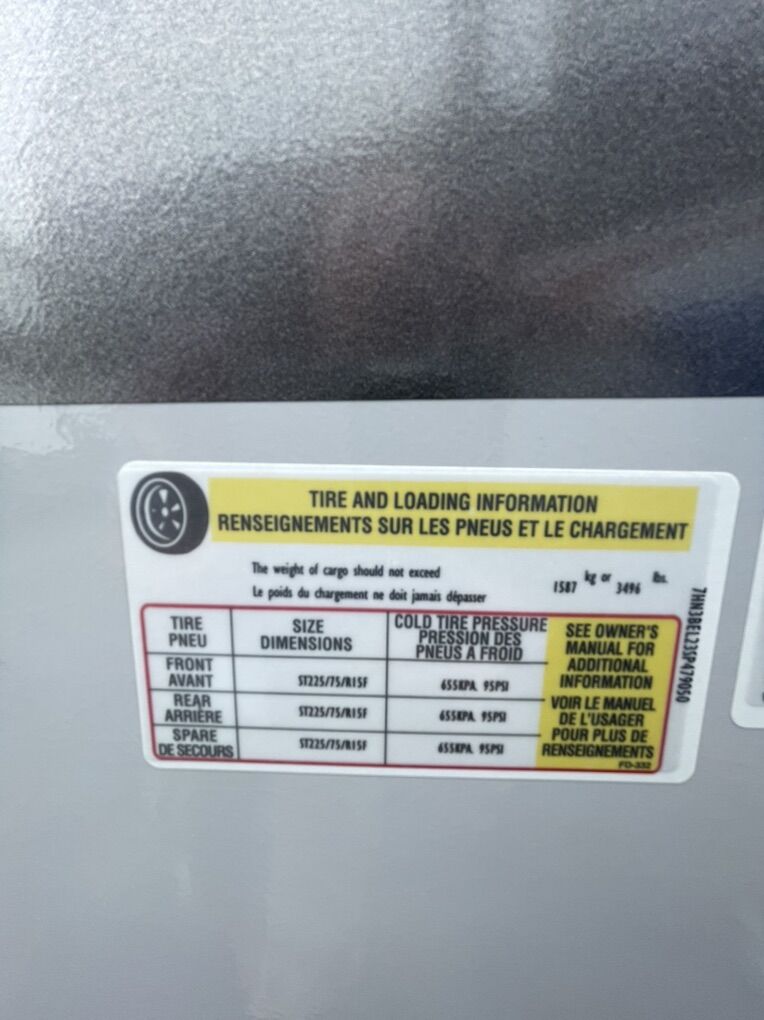 TIRE AND LOADING INFORMATION
RENSEIGNEMENTS SUR LES PNEUS ET LE CHARGEMENT
The weight of cargo should not exceed
Le poids du chargement ne doit jamais dépasser
1587 kg or 3496 lbs.
TIRE
PNEU
SIZE
DIMENSIONS
COLD TIRE PRESSURE
PRESSION DES
PNEUS A FROID
FRONT
AVANT
ST225/75/R15F
655KPA, 95PSI
REAR
ARRIÈRE
ST225/75/R15F
655KPA, 95PSI
SPARE
DE SECOURS
ST225/75/R15F
655KPA, 95PSI
SEE OWNER'S
MANUAL FOR
ADDITIONAL
INFORMATION
VOIR LE MANUEL
DE L'USAGER
POUR PLUS DE
RENSEIGNEMENTS
FD-332
7HN3BEL23SP479050